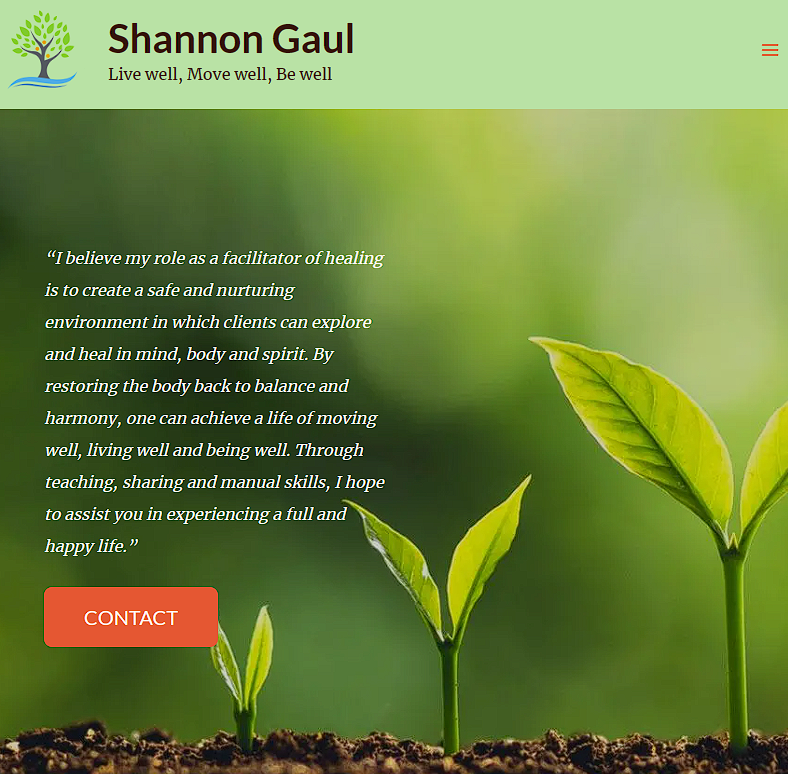 Shannon Gaul
Live well, Move well, Be well
“I believe my role as a facilitator of healing
is to create a safe and nurturing
environment in which clients can explore
and heal in mind, body and spirit. By
restoring the body back to balance and
harmony, one can achieve a life of moving
well, living well and being well. Through
teaching, sharing and manual skills, I hope
to assist you in experiencing a full and
happy life.”
CONTACT